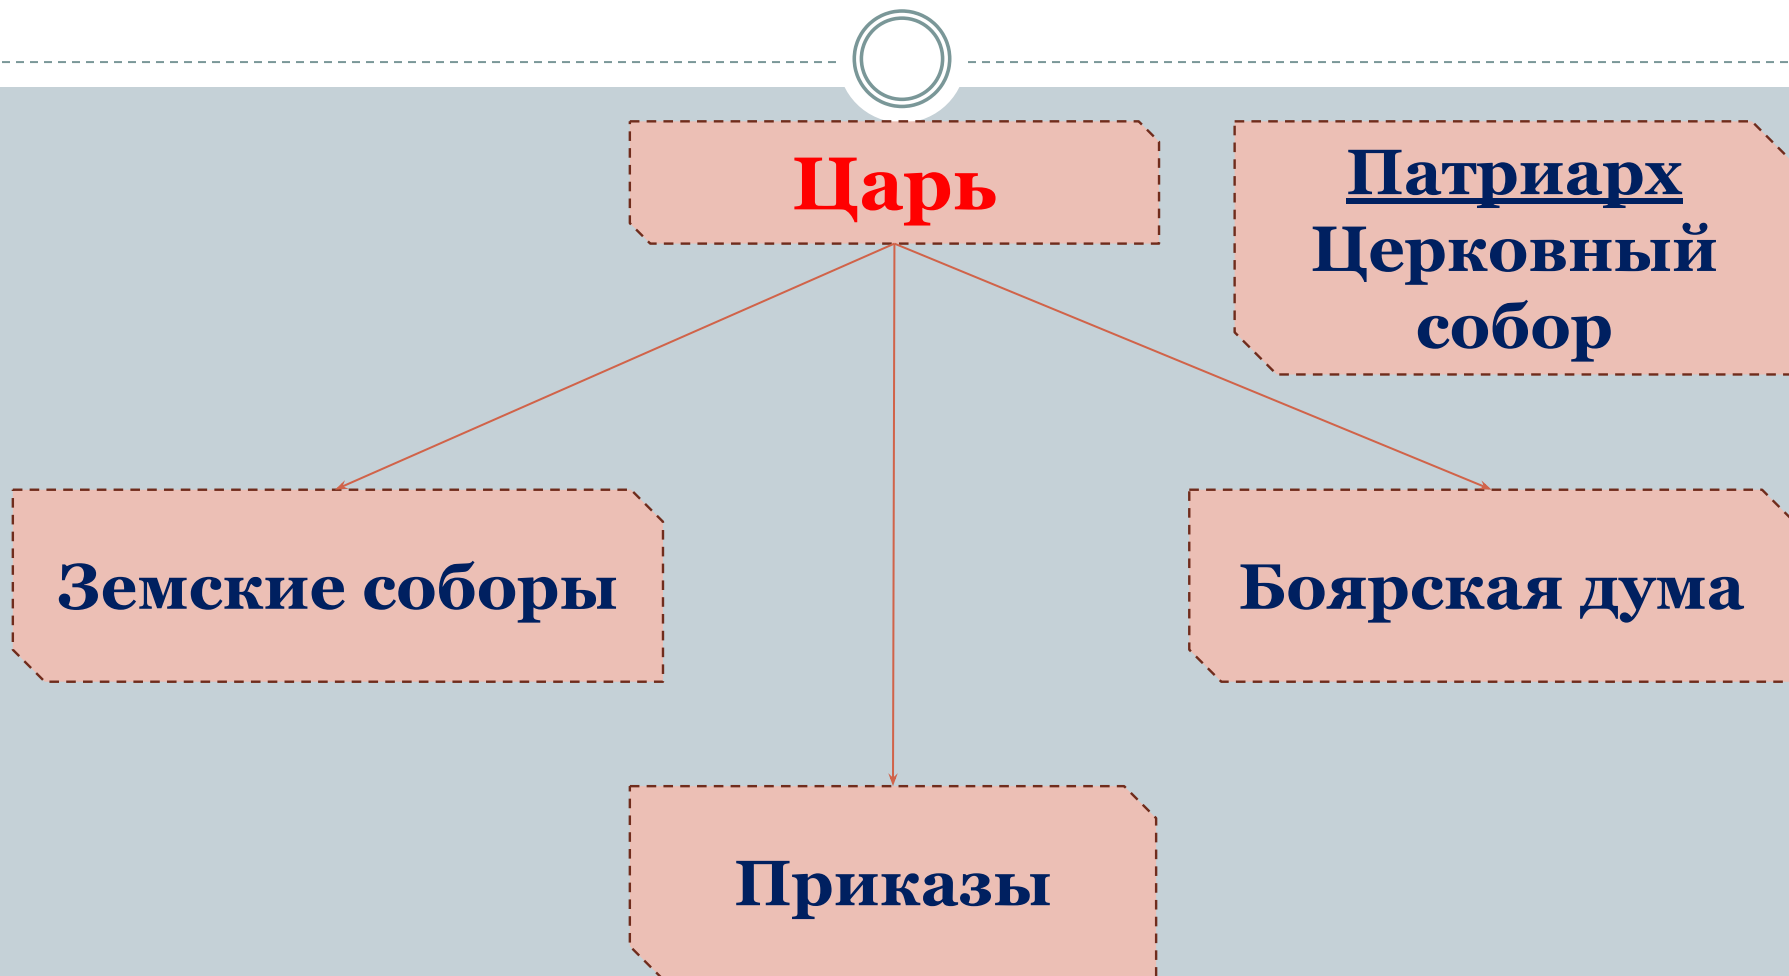 Царь
Патриарх
Церковный
собор
Земские соборы
Боярская дума
Приказы